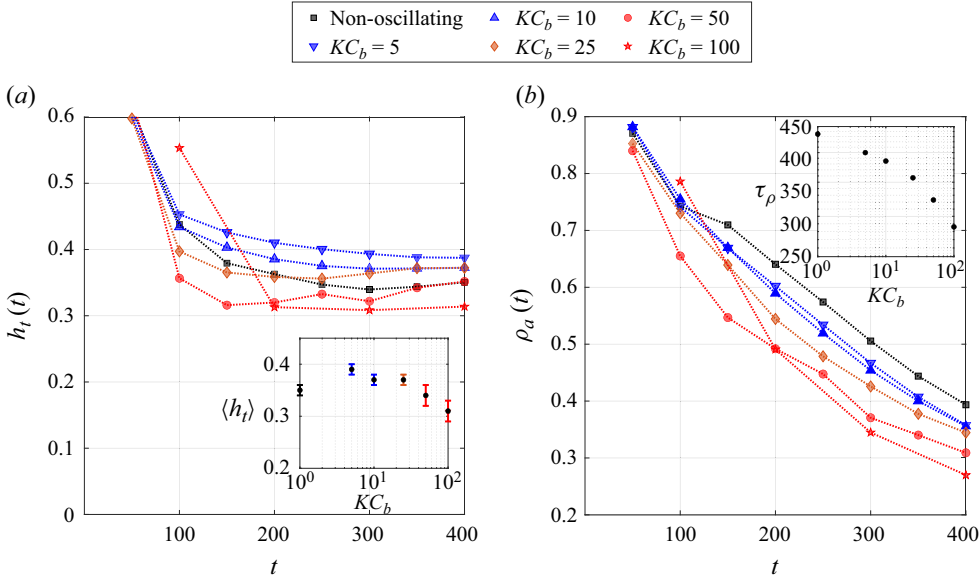 Non-oscillating KC_b = 10 KC_b = 50
KC_b = 5 KC_b = 25 KC_b = 100
(a) (b)
0.6
0.5
0.4
0.3
0.2
0.1
0
h_t (t)
100 200 300 400
t
0.4
0.3
0.2
⟨h_t⟩
10^0 10^1 10^2
KC_b
0.9
0.8
0.7
0.6
0.5
0.4
0.3
0.2
ρ_a (t)
100 200 300 400
t
450
400
350
300
250
τ_ρ
10^0 10^1 10^2
KC_b